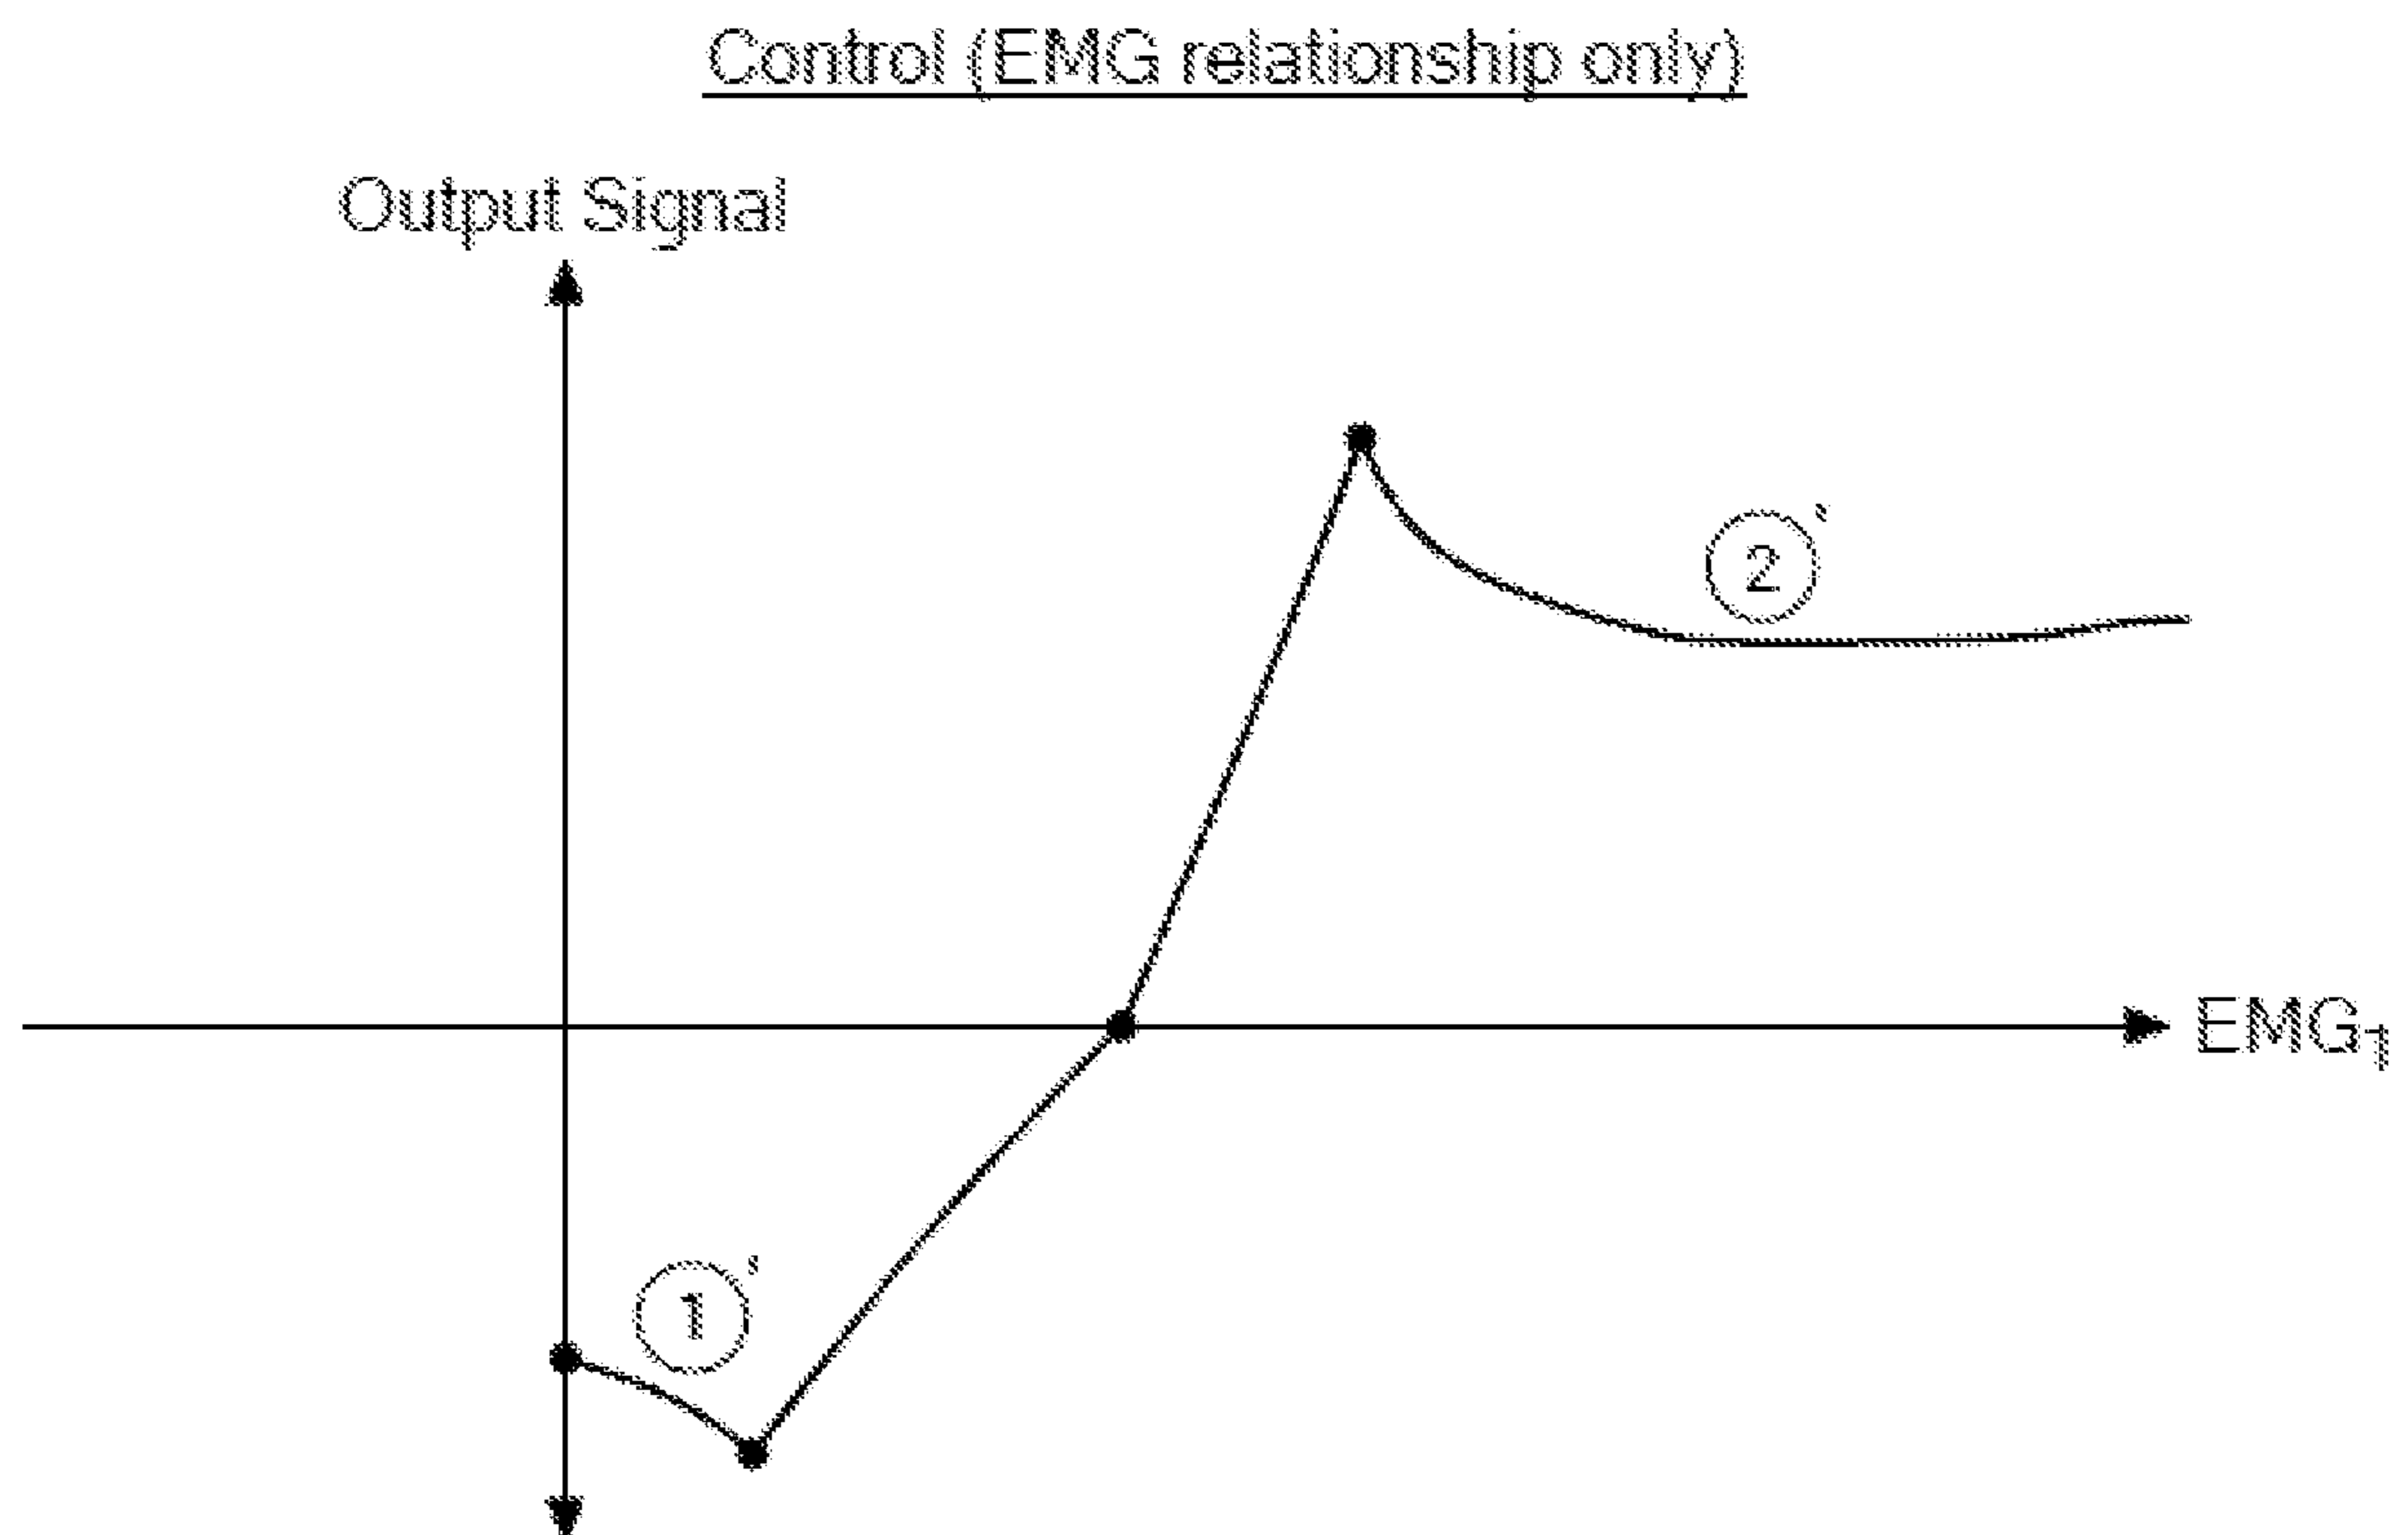 Control (EMG relationship only)
Output Signal
2'
EMG1
1'